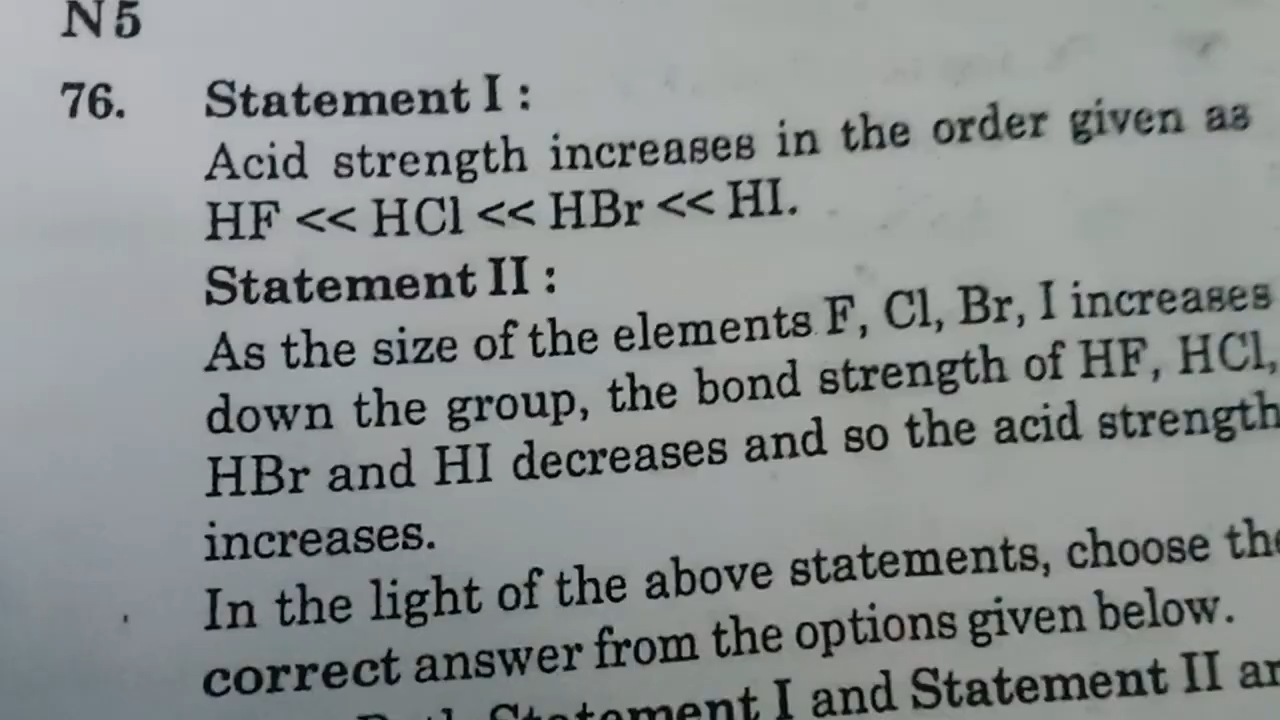 N5
76. Statement I :
Acid strength increases in the order given as
HF << HCl << HBr << HI.
Statement II :
As the size of the elements F, Cl, Br, I increases
down the group, the bond strength of HF, HCl,
HBr and HI decreases and so the acid strength
increases.
In the light of the above statements, choose the
correct answer from the options given below.
Statement I and Statement II